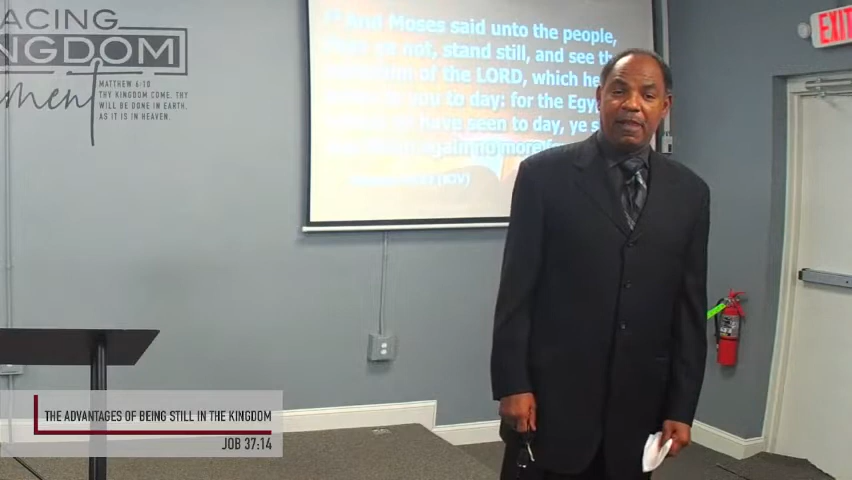 ACING
NGDOM
ment
MATTHEW 6:10
THY KINGDOM COME. THY
WILL BE DONE IN EARTH,
AS IT IS IN HEAVEN.
And Moses said unto the people,
not, stand still, and see th
of the LORD, which he
you to day: for the Egy
have seen to day, ye s
again no more for
(KJV)
EXIT
THE ADVANTAGES OF BEING STILL IN THE KINGDOM
JOB 37:14